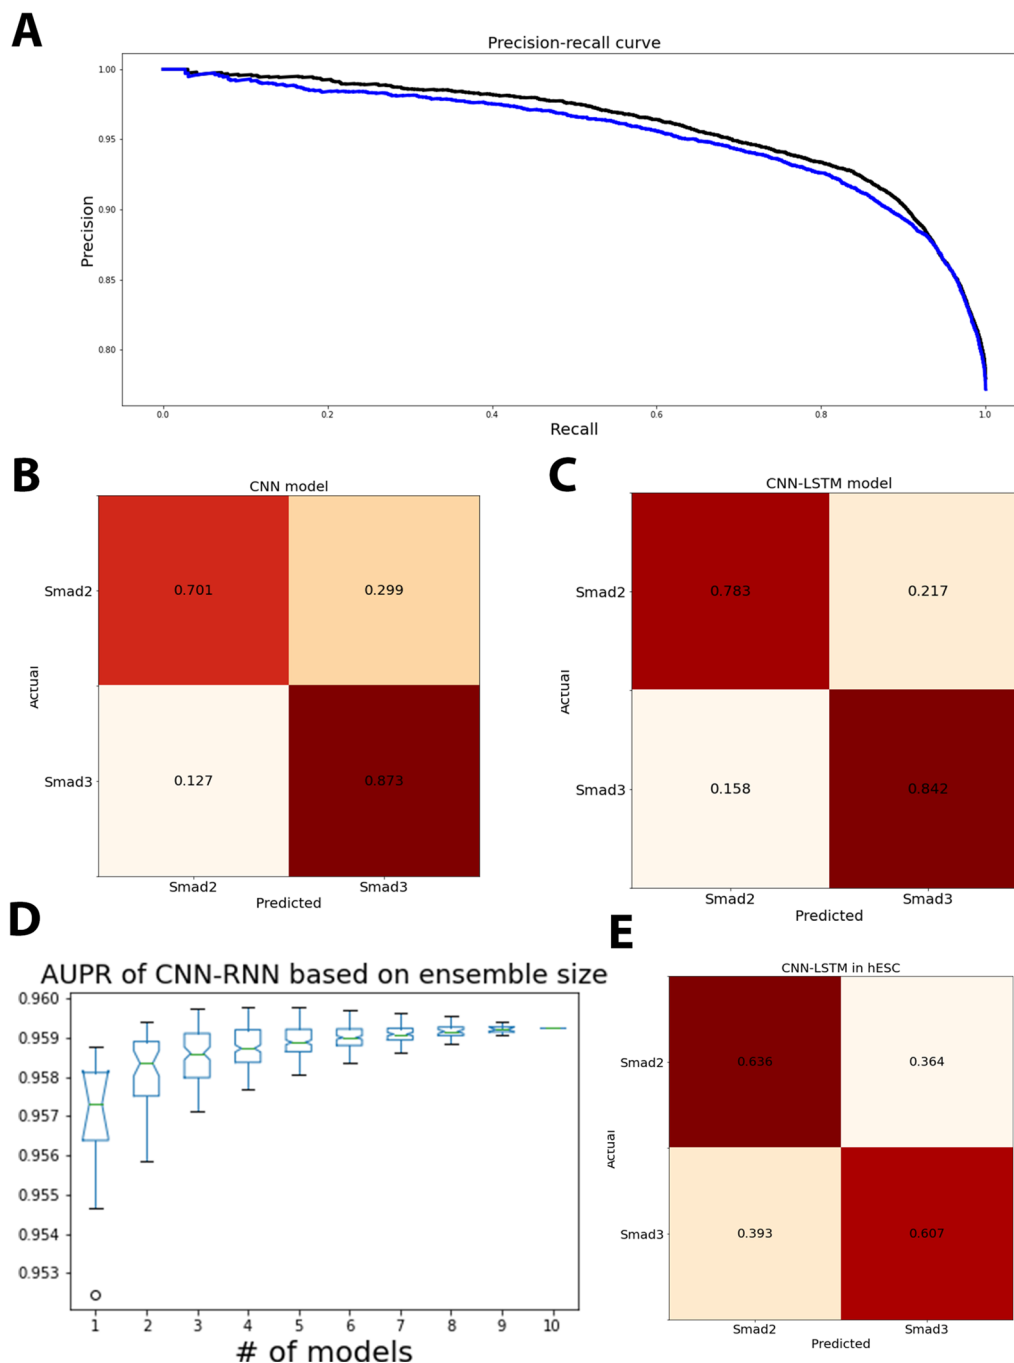 A
Precision-recall curve
1.00
0.95
0.90
0.85
0.80
Precision
0.0 0.2 0.4 0.6 0.8 1.0
Recall
B
CNN model
Smad2
0.701 0.299
Actual
Smad3
0.127 0.873
Smad2 Smad3
Predicted
C
CNN-LSTM model
Smad2
0.783 0.217
Actual
Smad3
0.158 0.842
Smad2 Smad3
Predicted
D
AUPR of CNN-RNN based on ensemble size
0.960
0.959
0.958
0.957
0.956
0.955
0.954
0.953
1 2 3 4 5 6 7 8 9 10
# of models
E
CNN-LSTM in hESC
Smad2
0.636 0.364
Actual
Smad3
0.393 0.607
Smad2 Smad3
Predicted